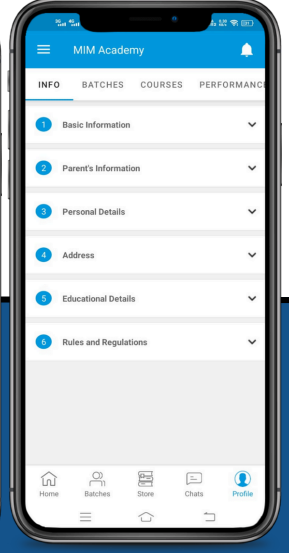 MIM Academy
INFO BATCHES COURSES PERFORMANC
1 Basic Information
2 Parent's Information
3 Personal Details
4 Address
5 Educational Details
6 Rules and Regulations
Home Batches Store Chats Profile